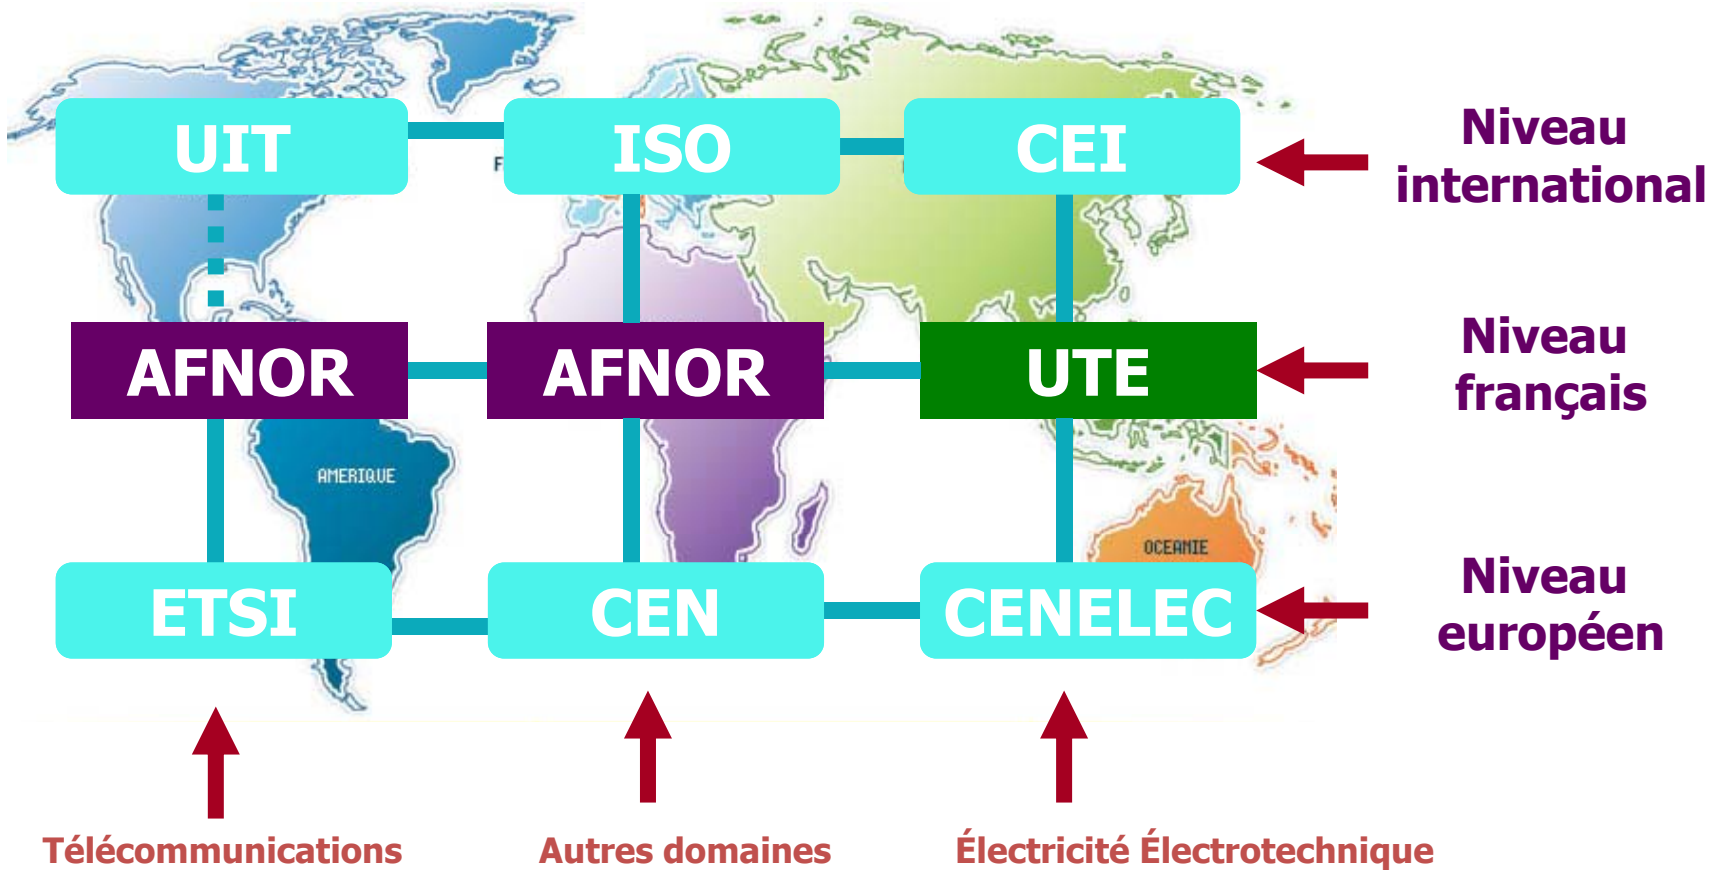 UIT
ISO
CEI
Niveau
international
F
AFNOR
AFNOR
UTE
Niveau
français
AMERIQUE
OCEANIE
ETSI
CEN
CENELEC
Niveau
européen
Télécommunications
Autres domaines
Électricité Électrotechnique